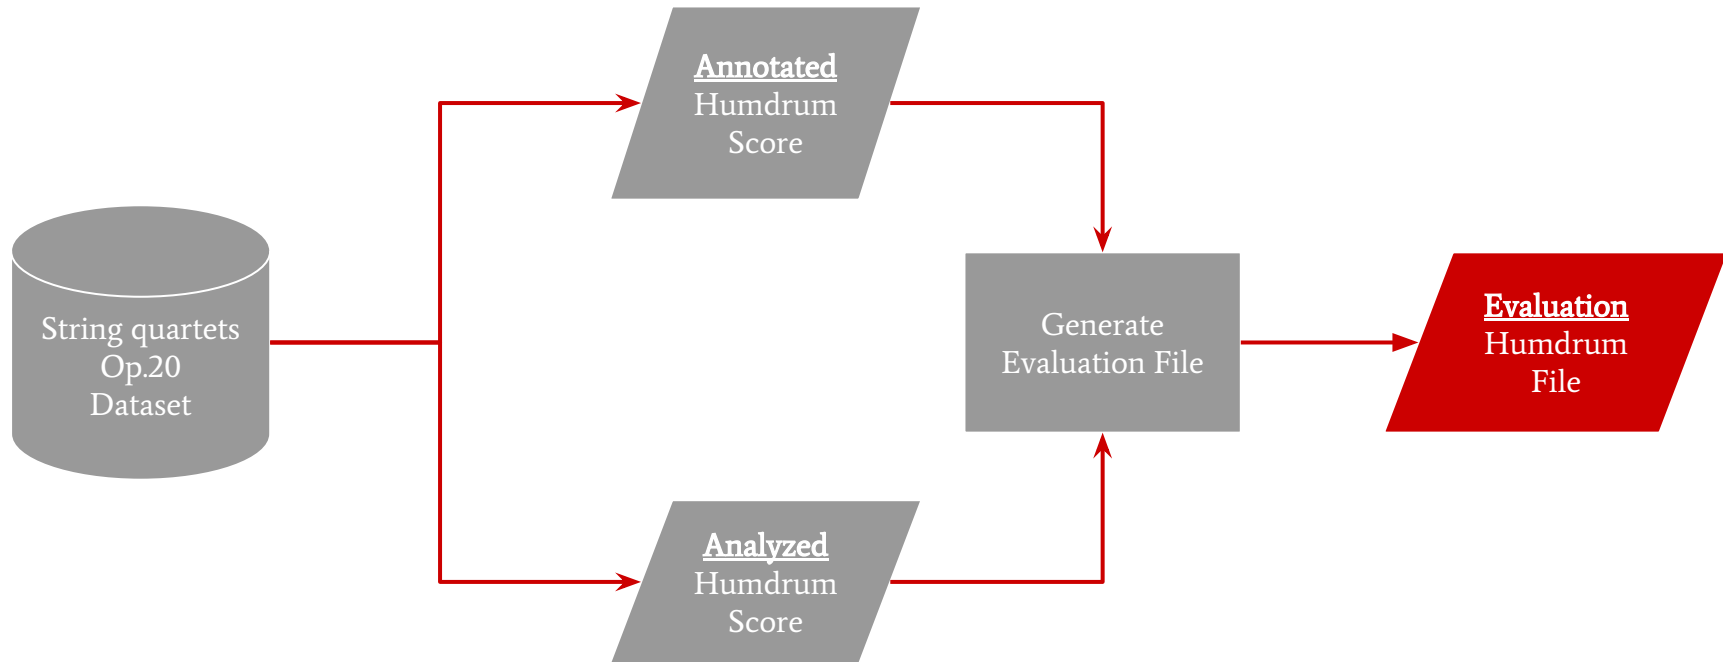 Annotated
Humdrum
Score
String quartets
Op.20
Dataset
Generate
Evaluation File
Evaluation
Humdrum
File
Analyzed
Humdrum
Score